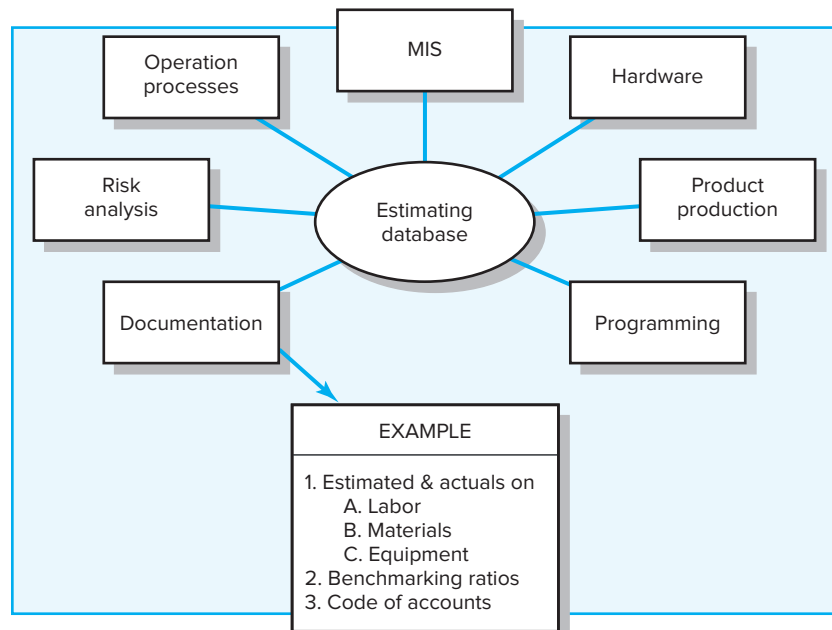 MIS
Operation
processes
Hardware
Risk
analysis
Estimating
database
Product
production
Documentation
Programming
EXAMPLE
1. Estimated & actuals on
A. Labor
B. Materials
C. Equipment
2. Benchmarking ratios
3. Code of accounts